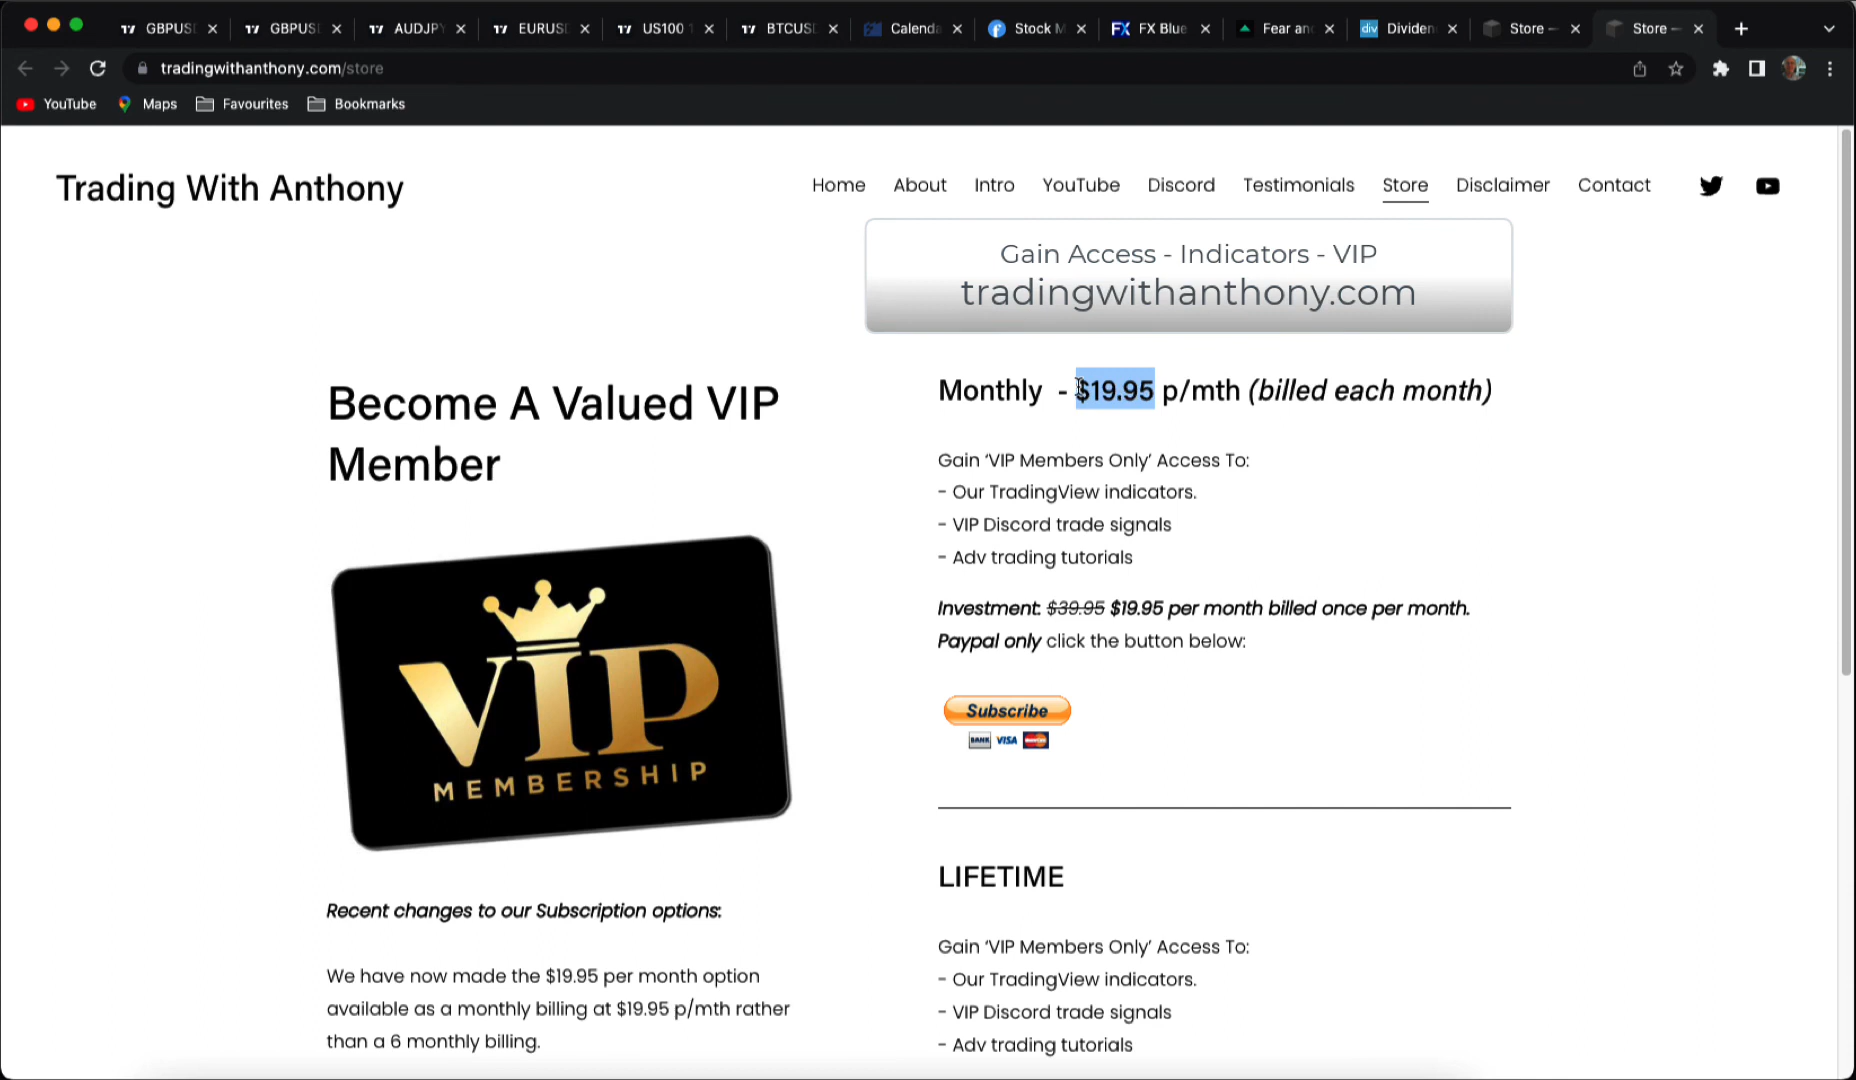 GBPUS
GBPUS
AUDJPY
EURUS
US100 1
BTCUS
Calenda
Stock M
FX FX Blue
Fear an
div Dividen
Store —
Store —
tradingwithanthony.com/store
YouTube
Maps
Favourites
Bookmarks
Trading With Anthony
Home
About
Intro
YouTube
Discord
Testimonials
Store
Disclaimer
Contact
Gain Access - Indicators - VIP
tradingwithanthony.com
Become A Valued VIP
Member
VIP
MEMBERSHIP
Recent changes to our Subscription options:
We have now made the $19.95 per month option
available as a monthly billing at $19.95 p/mth rather
than a 6 monthly billing.
Monthly - $19.95 p/mth (billed each month)
Gain ‘VIP Members Only’ Access To:
- Our TradingView indicators.
- VIP Discord trade signals
- Adv trading tutorials
Investment: $39.95 $19.95 per month billed once per month.
Paypal only click the button below:
Subscribe
BANK VISA
LIFETIME
Gain ‘VIP Members Only’ Access To:
- Our TradingView indicators.
- VIP Discord trade signals
- Adv trading tutorials